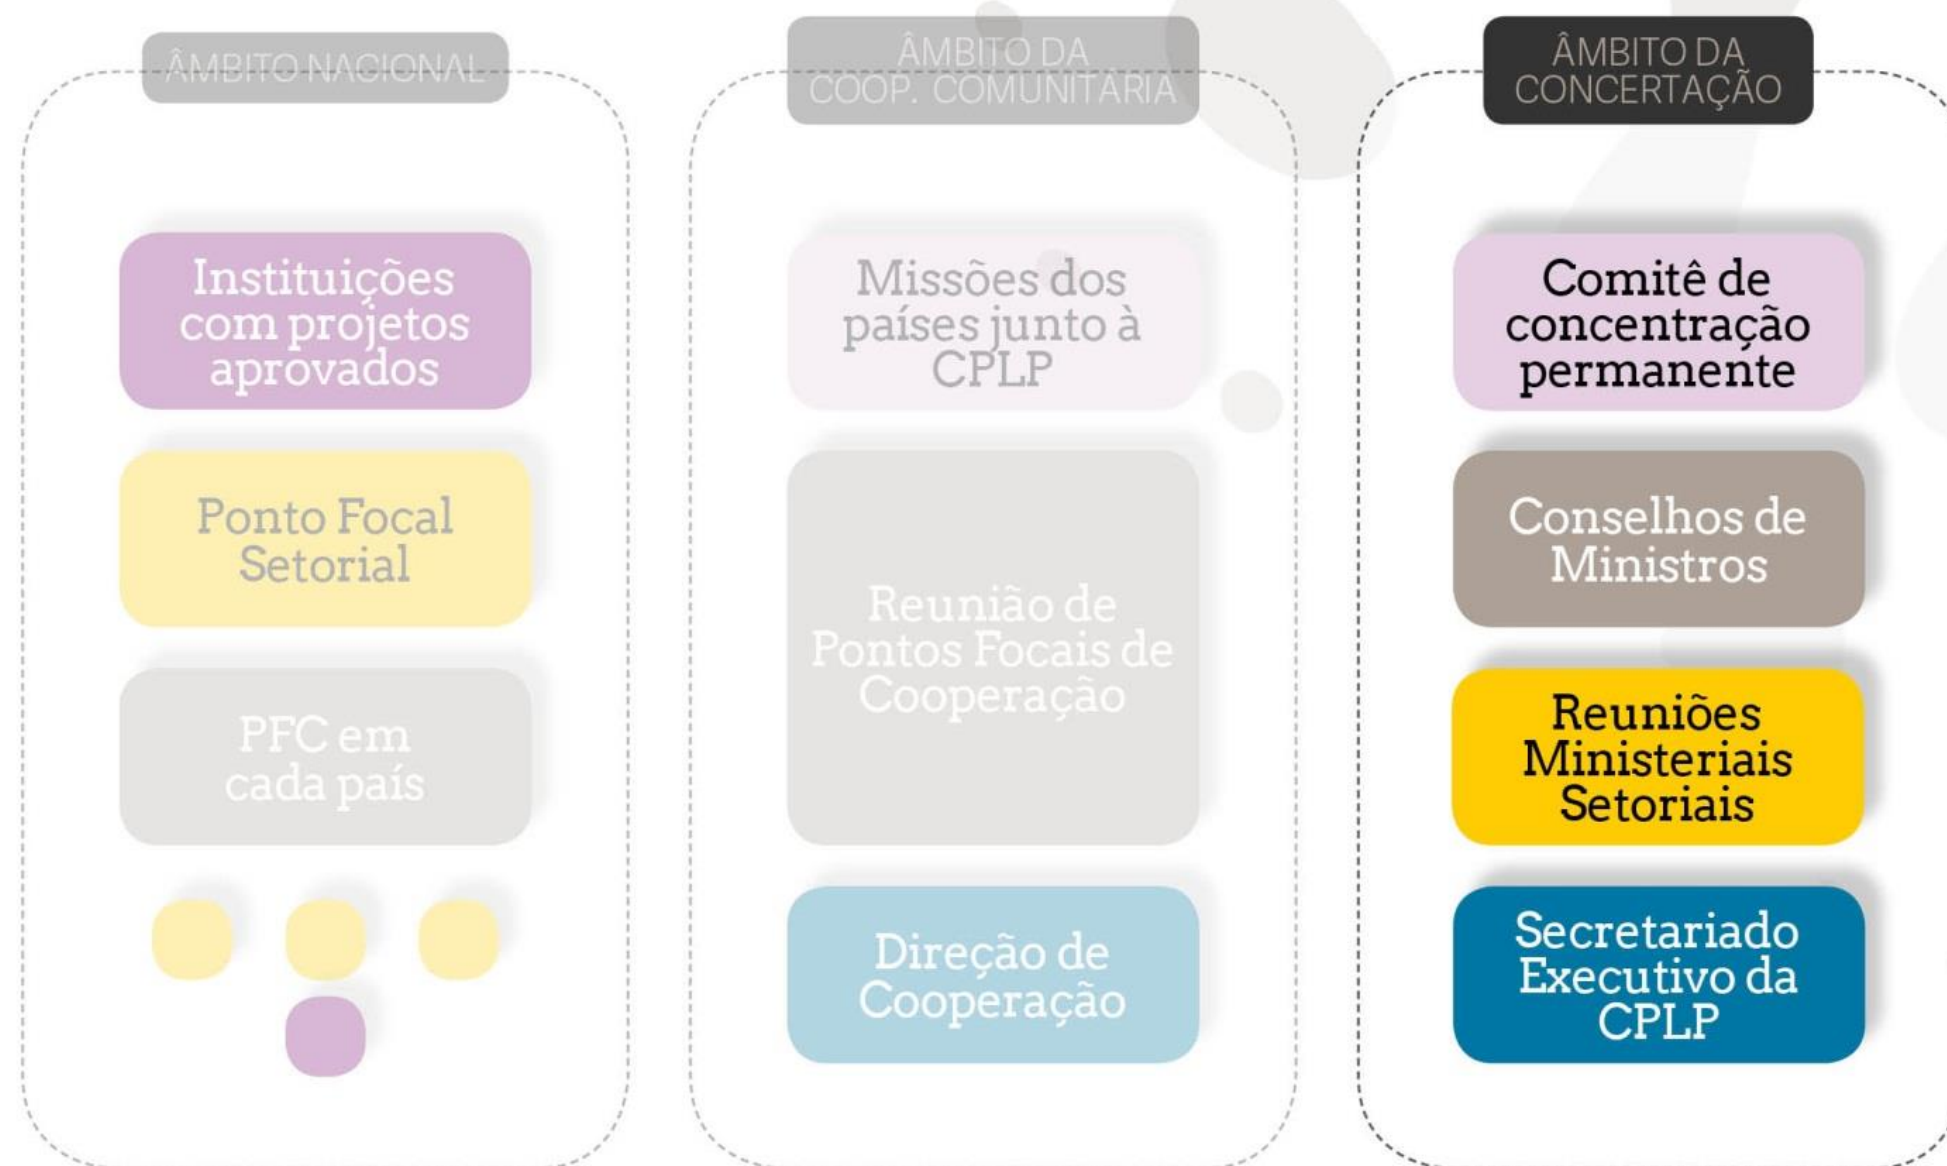 ÂMBITO NACIONAL
Instituições
com projetos
aprovados
Ponto Focal
Setorial
PFC em
cada país
ÂMBITO DA
COOP. COMUNITÁRIA
Missões dos
países junto à
CPLP
Reunião de
Pontos Focais de
Cooperação
Direção de
Cooperação
ÂMBITO DA
CONCERTAÇÃO
Comitê de
concentração
permanente
Conselhos de
Ministros
Reuniões
Ministeriais
Setoriais
Secretariado
Executivo da
CPLP